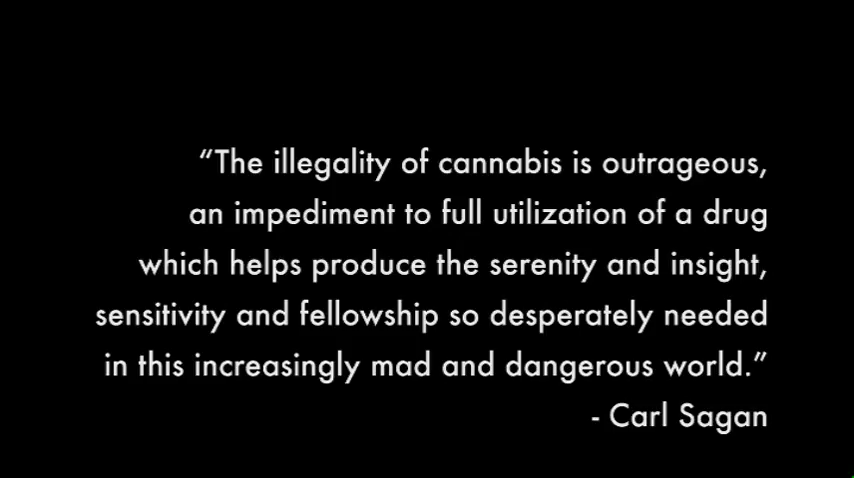 “The illegality of cannabis is outrageous,
an impediment to full utilization of a drug
which helps produce the serenity and insight,
sensitivity and fellowship so desperately needed
in this increasingly mad and dangerous world.”
- Carl Sagan